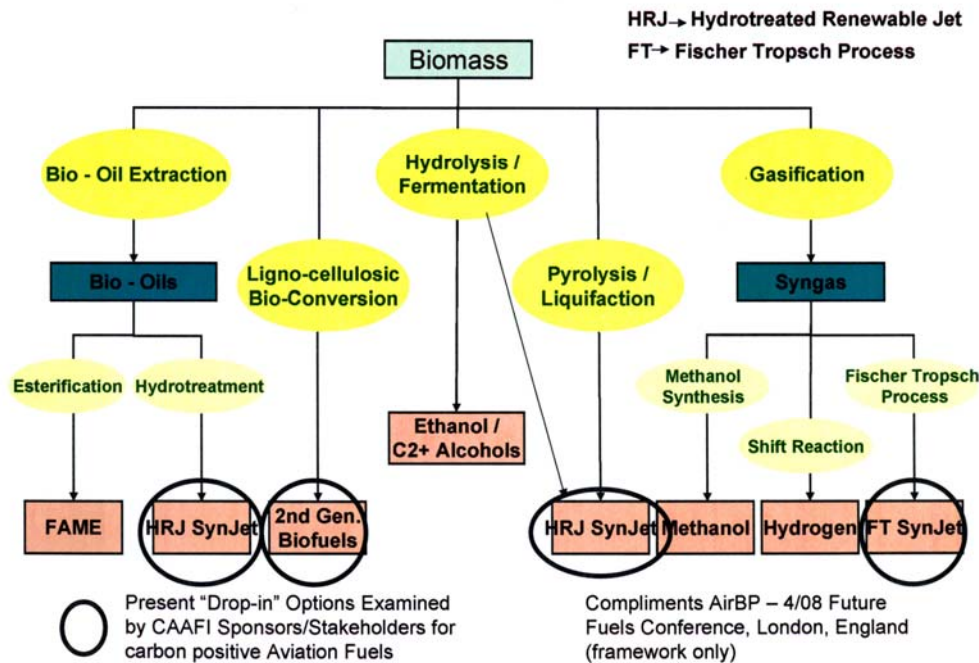 HRJ→ Hydrotreated Renewable Jet
FT→ Fischer Tropsch Process
Biomass
Bio - Oil Extraction
Hydrolysis /
Fermentation
Gasification
Bio - Oils
Ligno-cellulosic
Bio-Conversion
Pyrolysis /
Liquifaction
Syngas
Esterification
Hydrotreatment
Methanol
Synthesis
Fischer Tropsch
Process
Ethanol /
C2+ Alcohols
Shift Reaction
FAME
HRJ SynJet
2nd Gen.
Biofuels
HRJ SynJet
Methanol
Hydrogen
FT SynJet
Present “Drop-in” Options Examined
by CAAFI Sponsors/Stakeholders for
carbon positive Aviation Fuels
Compliments AirBP – 4/08 Future
Fuels Conference, London, England
(framework only)